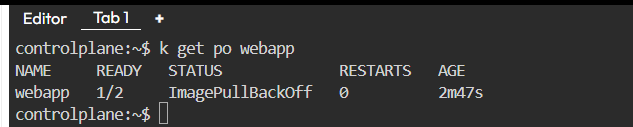 Editor Tab 1 +
controlplane:~$ k get po webapp
NAME READY STATUS RESTARTS AGE
webapp 1/2 ImagePullBackOff 0 2m47s
controlplane:~$